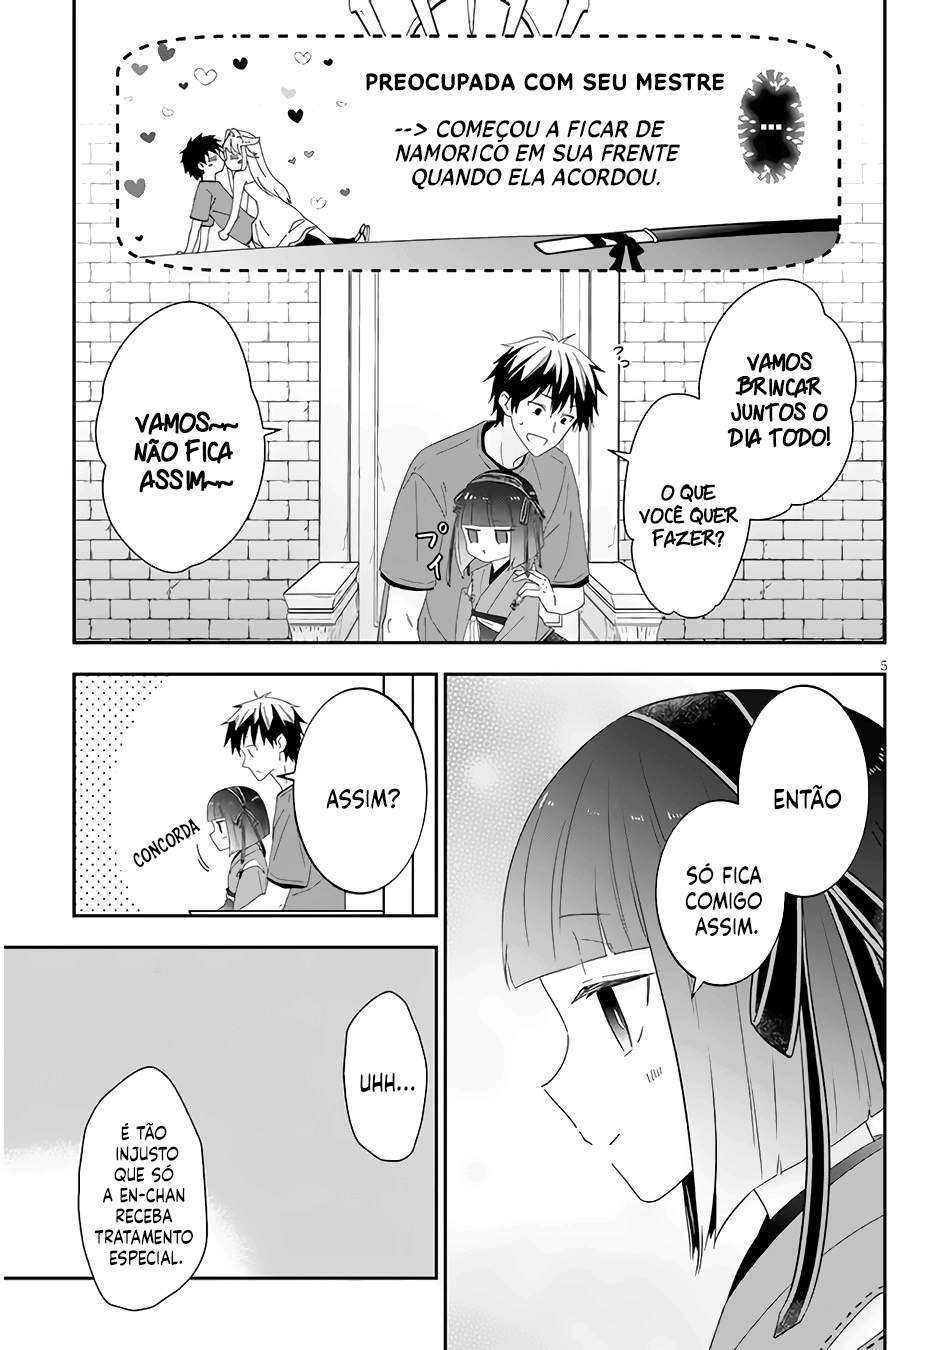 PREOCUPADA COM SEU MESTRE
--> COMEÇOU A FICAR DE
NAMORICO EM SUA FRENTE
QUANDO ELA ACORDOU.
...
VAMOS
BRINCAR
JUNTOS O
DIA TODO!
O QUE
VOCÊ QUER
FAZER?
??
VAMOS~~
NÃO FICA
ASSIM~~
プイ
5
ENTÃO
SÓ FICA
COMIGO
ASSIM.
ASSIM?
CONCORDA
UHH...
É TÃO
INJUSTO
QUE SÓ
A EN-CHAN
RECEBA
TRATAMENTO
ESPECIAL.